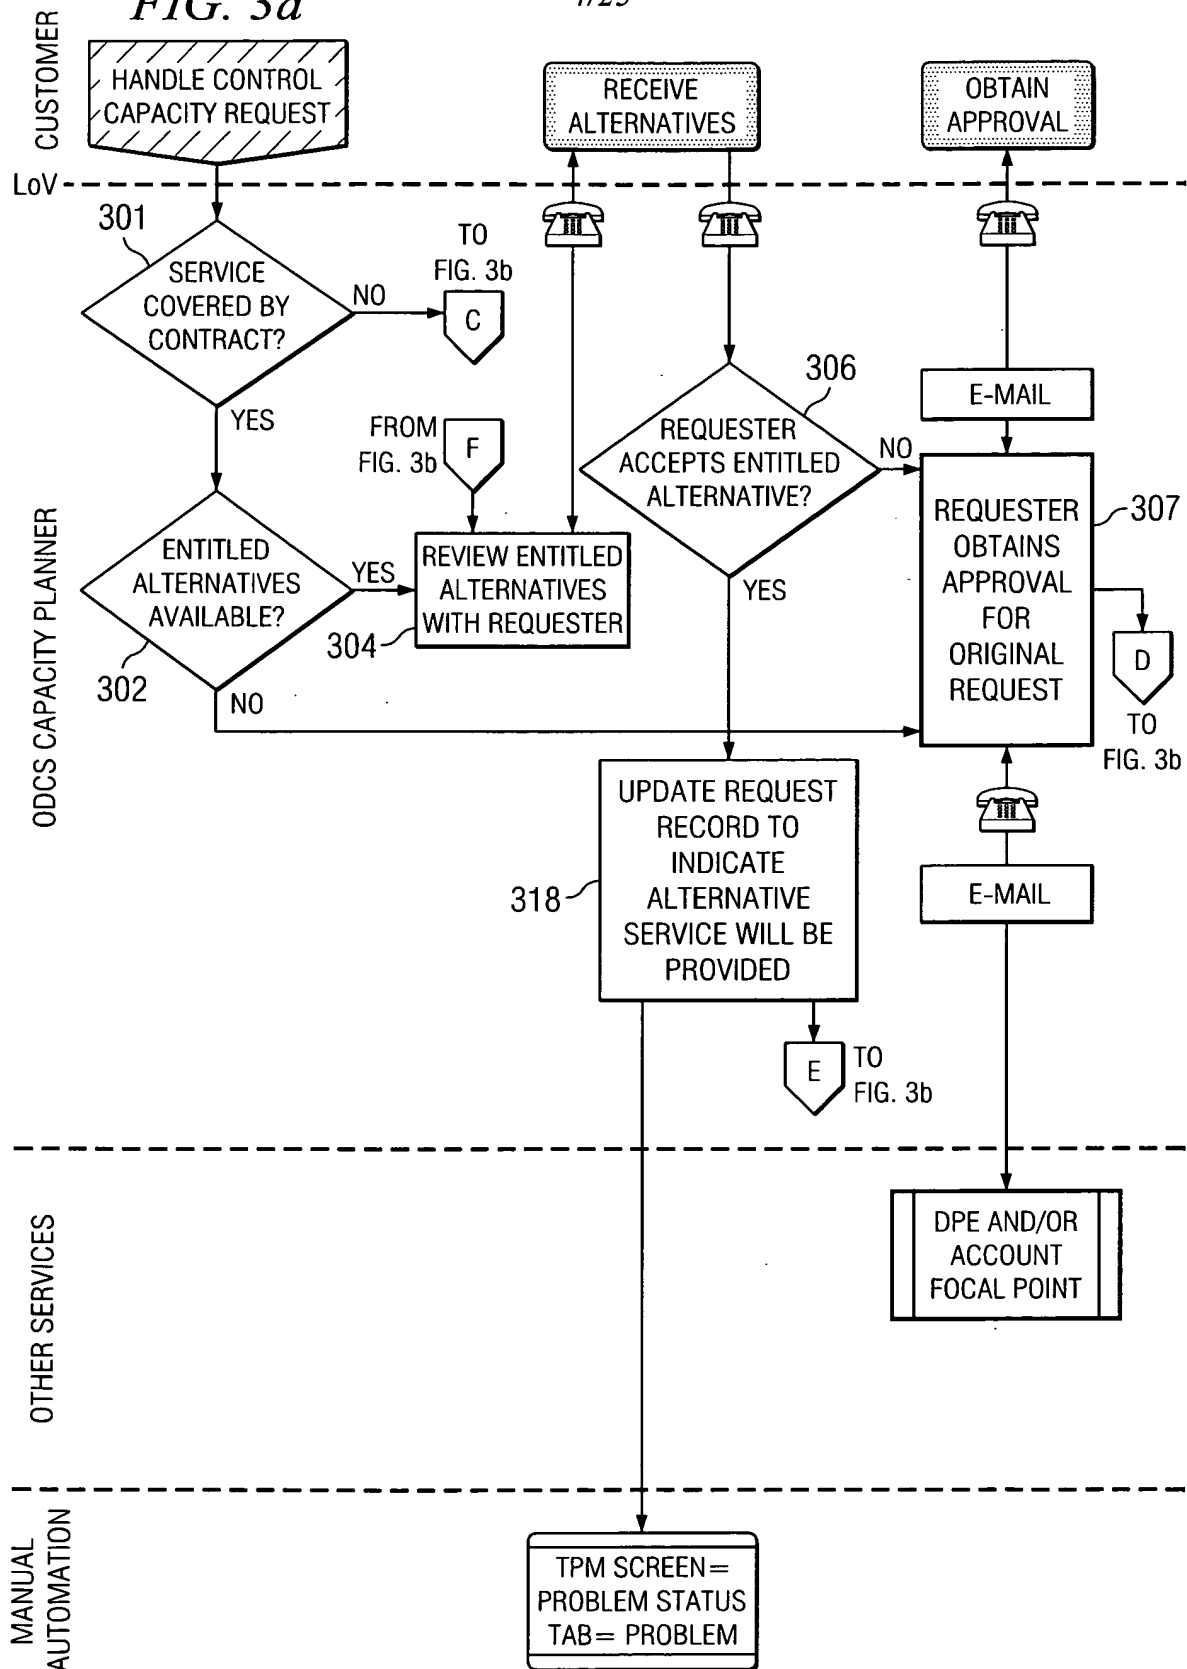 FIG. 3a
4/25
CUSTOMER
HANDLE CONTROL
CAPACITY REQUEST
RECEIVE
ALTERNATIVES
OBTAIN
APPROVAL
LoV
301
SERVICE
COVERED BY
CONTRACT?
NO
TO
FIG. 3b
C
YES
306
REQUESTER
ACCEPTS ENTITLED
ALTERNATIVE?
NO
YES
E-MAIL
FROM
FIG. 3b
F
ODCS CAPACITY PLANNER
ENTITLED
ALTERNATIVES
AVAILABLE?
YES
302
NO
REVIEW ENTITLED
ALTERNATIVES
WITH REQUESTER
304
REQUESTER
OBTAINS
APPROVAL
FOR
ORIGINAL
REQUEST
307
D
TO
FIG. 3b
UPDATE REQUEST
RECORD TO
INDICATE
ALTERNATIVE
SERVICE WILL BE
PROVIDED
318
E-MAIL
E
TO
FIG. 3b
OTHER SERVICES
DPE AND/OR
ACCOUNT
FOCAL POINT
MANUAL
AUTOMATION
TPM SCREEN=
PROBLEM STATUS
TAB= PROBLEM